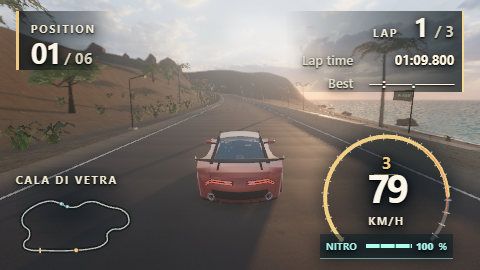 POSITION
01 / 06
LAP 1 / 3
Lap time 01:09.800
Best
CALA DI VETRA
3
79
KM/H
NITRO 100 %